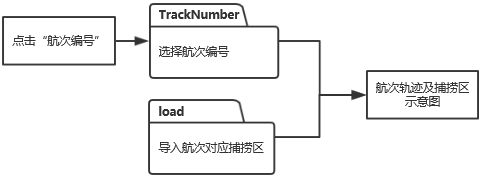 点击“航次编号”
TrackNumber
选择航次编号
load
导入航次对应捕捞区
航次轨迹及捕捞区
示意图